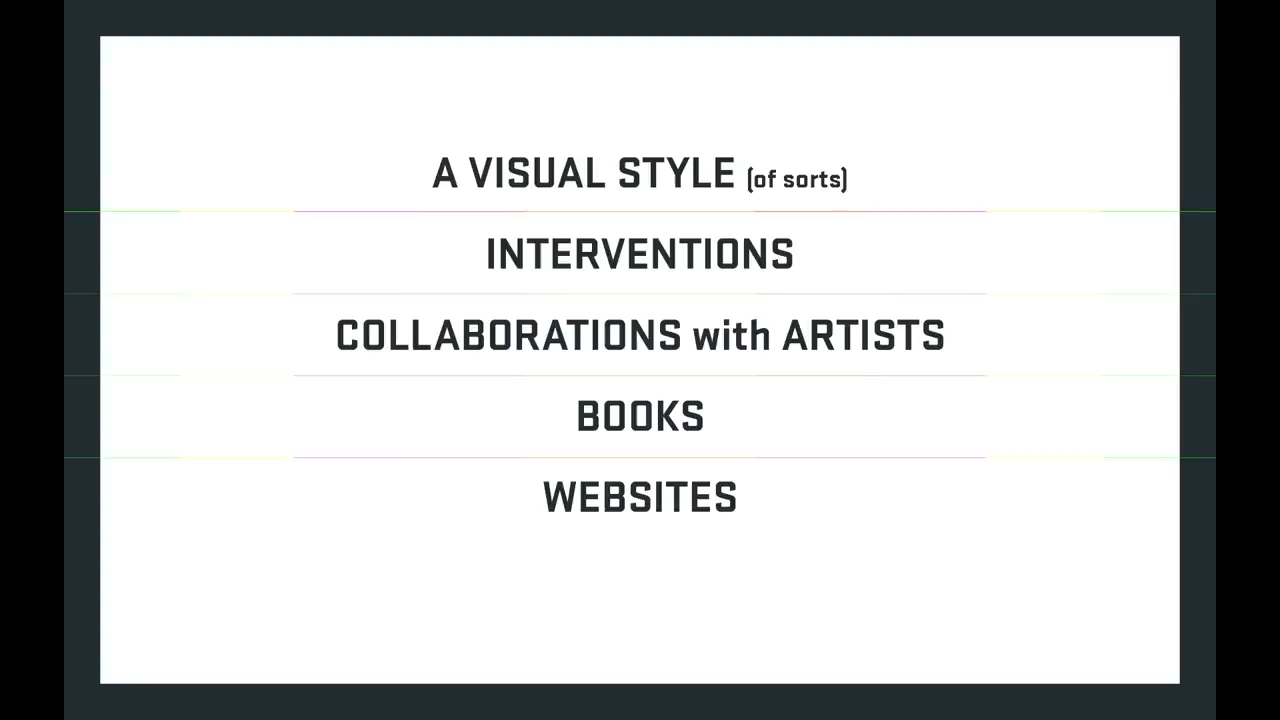 A VISUAL STYLE (of sorts)
INTERVENTIONS
COLLABORATIONS with ARTISTS
BOOKS
WEBSITES